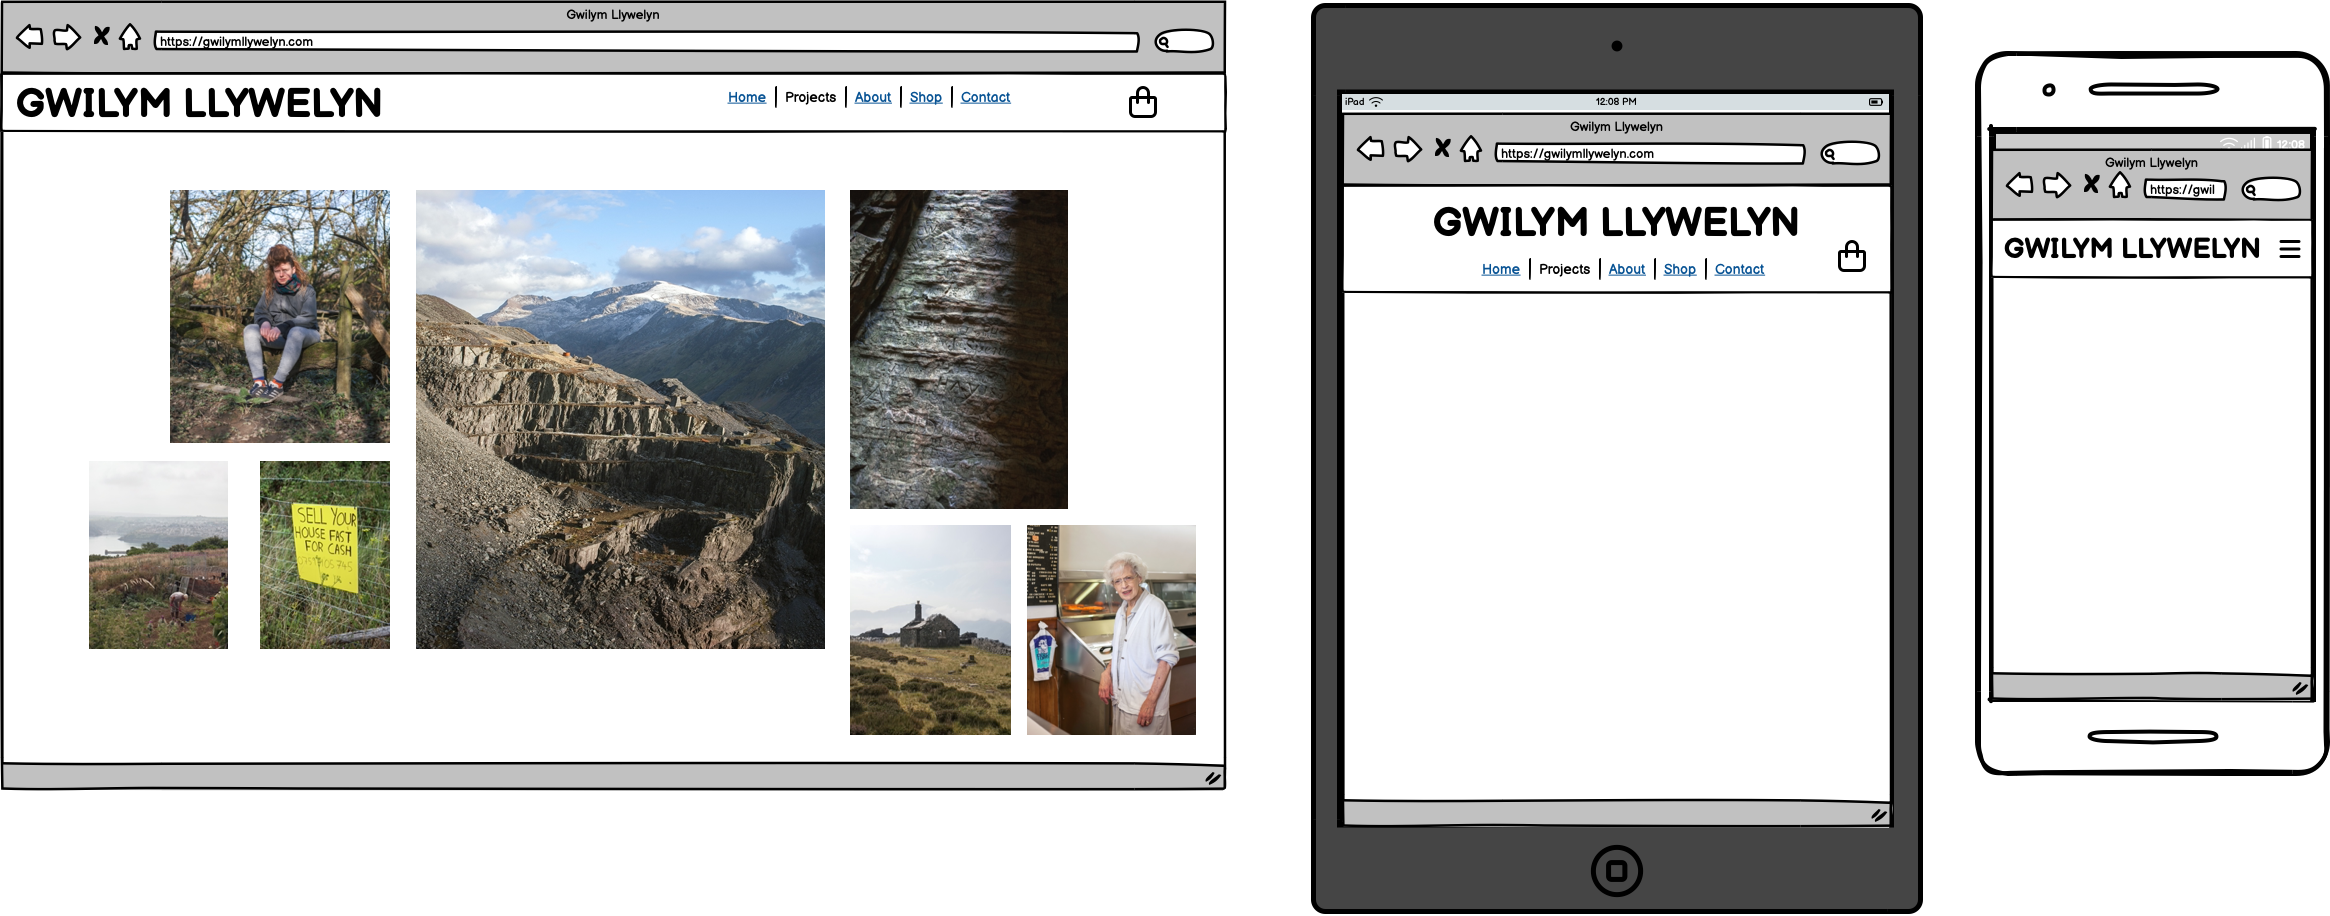 Gwilym Llywelyn
https://gwilymllywelyn.com
GWILYM LLYWELYN
Home Projects About Shop Contact
SELL YOUR
HOUSE FAST
FOR CASH
iPad 12:08 PM
Gwilym Llywelyn
https://gwilymllywelyn.com
GWILYM LLYWELYN
Home Projects About Shop Contact
12:08
Gwilym Llywelyn
https://gwil
GWILYM LLYWELYN